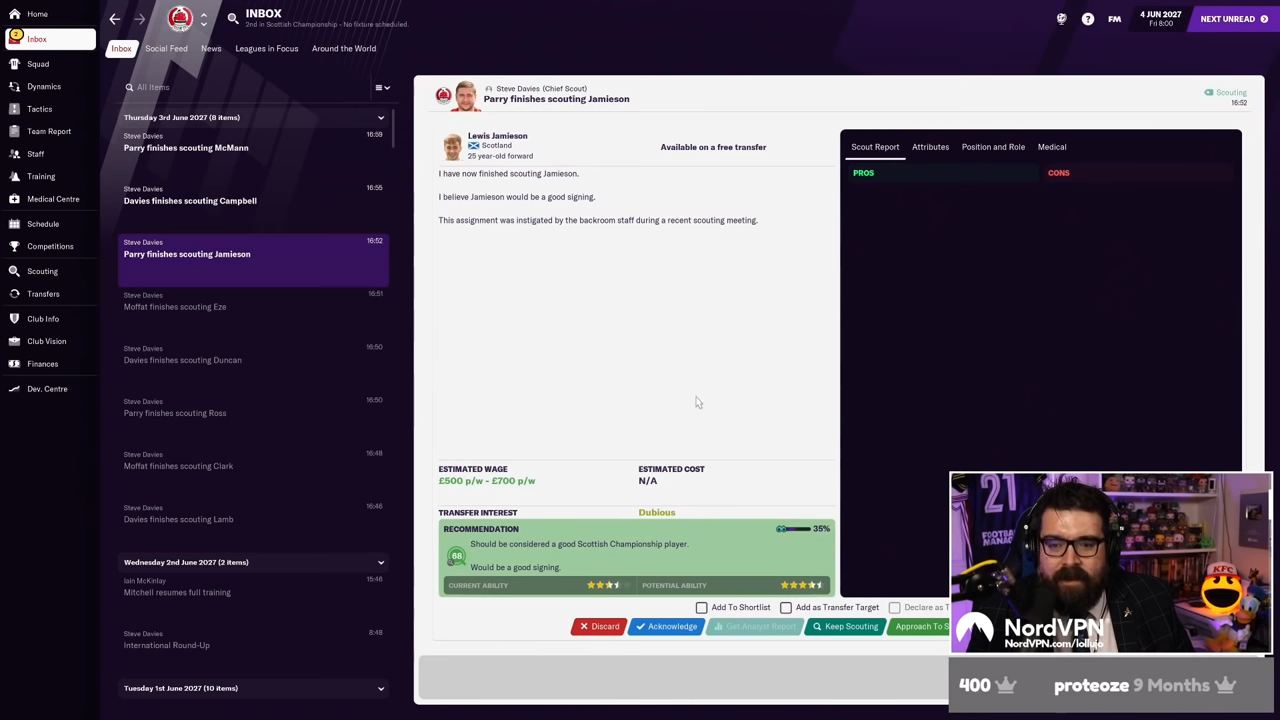 Home
INBOX
2nd in Scottish Championship - No fixture scheduled.
FM
4 JUN 2027
Fri 8:00
NEXT UNREAD
2
Inbox
Squad
Dynamics
Tactics
Team Report
Staff
Training
Medical Centre
Schedule
Competitions
Scouting
Transfers
Club Info
Club Vision
Finances
Dev. Centre
Inbox
Social Feed
News
Leagues in Focus
Around the World
All Items
Thursday 3rd June 2027 (8 items)
Steve Davies 16:59
Parry finishes scouting McMann
Steve Davies 16:55
Davies finishes scouting Campbell
Steve Davies 16:52
Parry finishes scouting Jamieson
Steve Davies 16:51
Moffat finishes scouting Eze
Steve Davies 16:50
Davies finishes scouting Duncan
Steve Davies 16:50
Parry finishes scouting Ross
Steve Davies 16:48
Moffat finishes scouting Clark
Steve Davies 16:46
Davies finishes scouting Lamb
Wednesday 2nd June 2027 (2 items)
Iain McKinlay 15:46
Mitchell resumes full training
Steve Davies 8:48
International Round-Up
Tuesday 1st June 2027 (10 items)
Steve Davies (Chief Scout)
Parry finishes scouting Jamieson
Scouting
16:52
Lewis Jamieson
Scotland
25 year-old forward
Available on a free transfer
I have now finished scouting Jamieson.
I believe Jamieson would be a good signing.
This assignment was instigated by the backroom staff during a recent scouting meeting.
ESTIMATED WAGE
£500 p/w - £700 p/w
ESTIMATED COST
N/A
TRANSFER INTEREST
Dubious
RECOMMENDATION
35%
68
Should be considered a good Scottish Championship player.
Would be a good signing.
CURRENT ABILITY
POTENTIAL ABILITY
Scout Report
Attributes
Position and Role
Medical
PROS
CONS
Add To Shortlist
Add as Transfer Target
Declare as T
Discard
Acknowledge
Get Analyst Report
Keep Scouting
Approach To S
21
FOOTBALL
KFC
NordVPN
NordVPN.com/lollujo
400
proteoze 9 Months